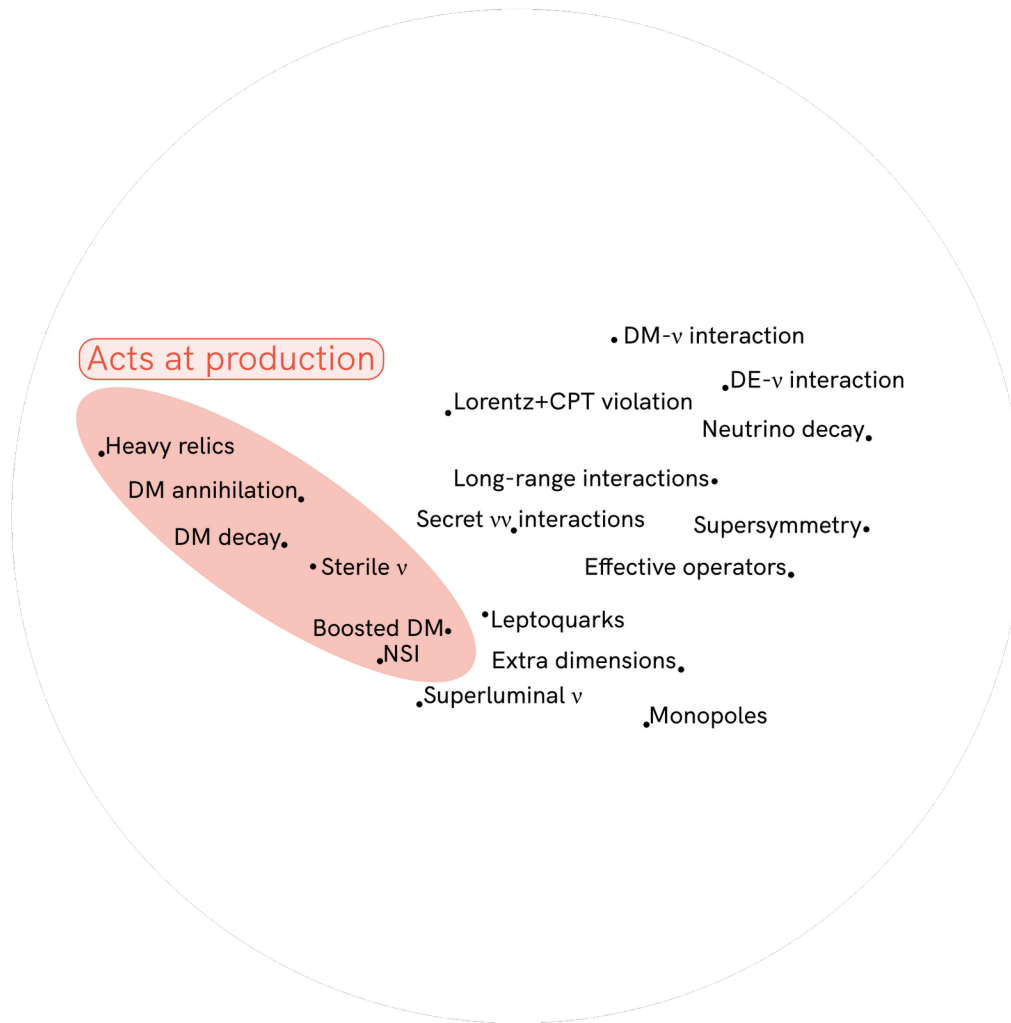 DM-ν interaction
Acts at production
DE-ν interaction
Lorentz+CPT violation
Neutrino decay
Heavy relics
Long-range interactions
DM annihilation
Secret νν interactions
Supersymmetry
DM decay
Sterile ν
Effective operators
Leptoquarks
Boosted DM
NSI
Extra dimensions
Superluminal ν
Monopoles